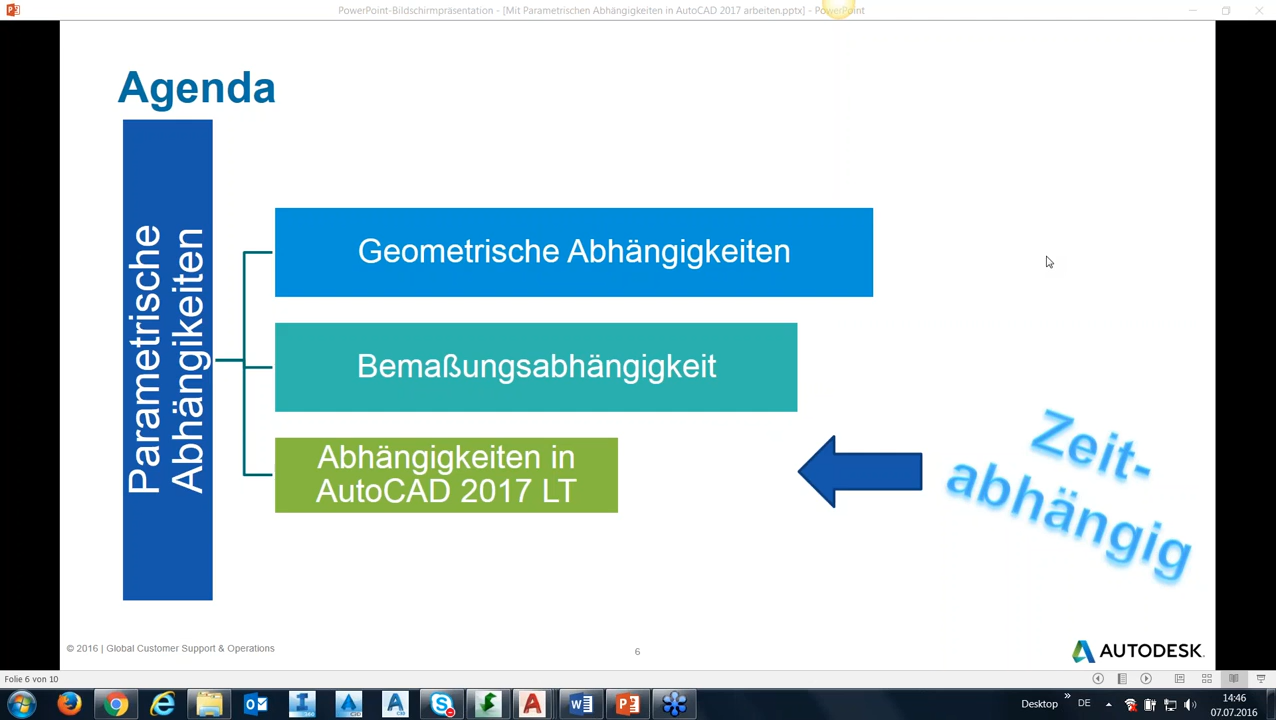 PowerPoint-Bildschirmpräsentation - [Mit Parametrischen Abhängigkeiten in AutoCAD 2017 arbeiten.pptx] - PowerPoint
Agenda
Parametrische
Abhängikeiten
Geometrische Abhängigkeiten
Bemaßungsabhängigkeit
Abhängigkeiten in
AutoCAD 2017 LT
Zeit-
abhängig
© 2016 | Global Customer Support & Operations
6
AUTODESK.
Folie 6 von 10
Desktop
DE
14:46
07.07.2016